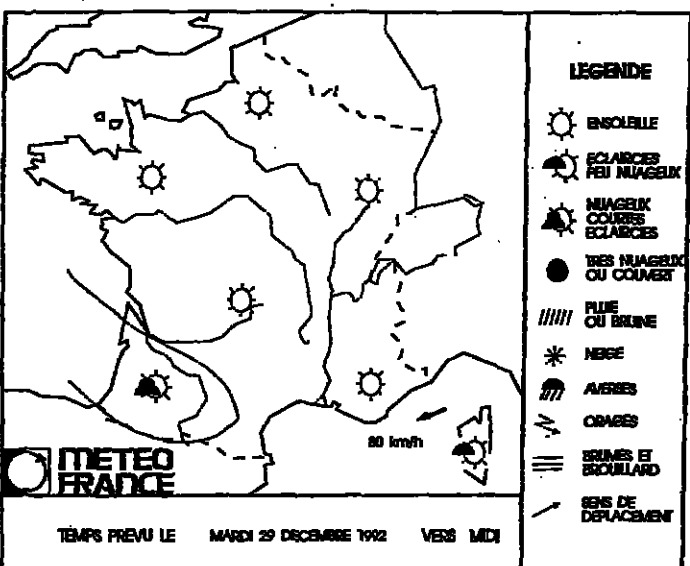 LEGENDE
ENSOLEILLE
ECLAIRCIES
PEU NUAGEUX
NUAGEUX
COURTES
ECLAIRCIES
TRES NUAGEUX
OU COUVERT
PLUIE
OU BRUINE
NEIGE
AVERSES
ORAGES
BRUMES ET
BROUILLARD
SENS DE
DEPLACEMENT
80 km/h
METEO
FRANCE
TEMPS PREVU LE MARDI 29 DECEMBRE 1992 VERS MIDI